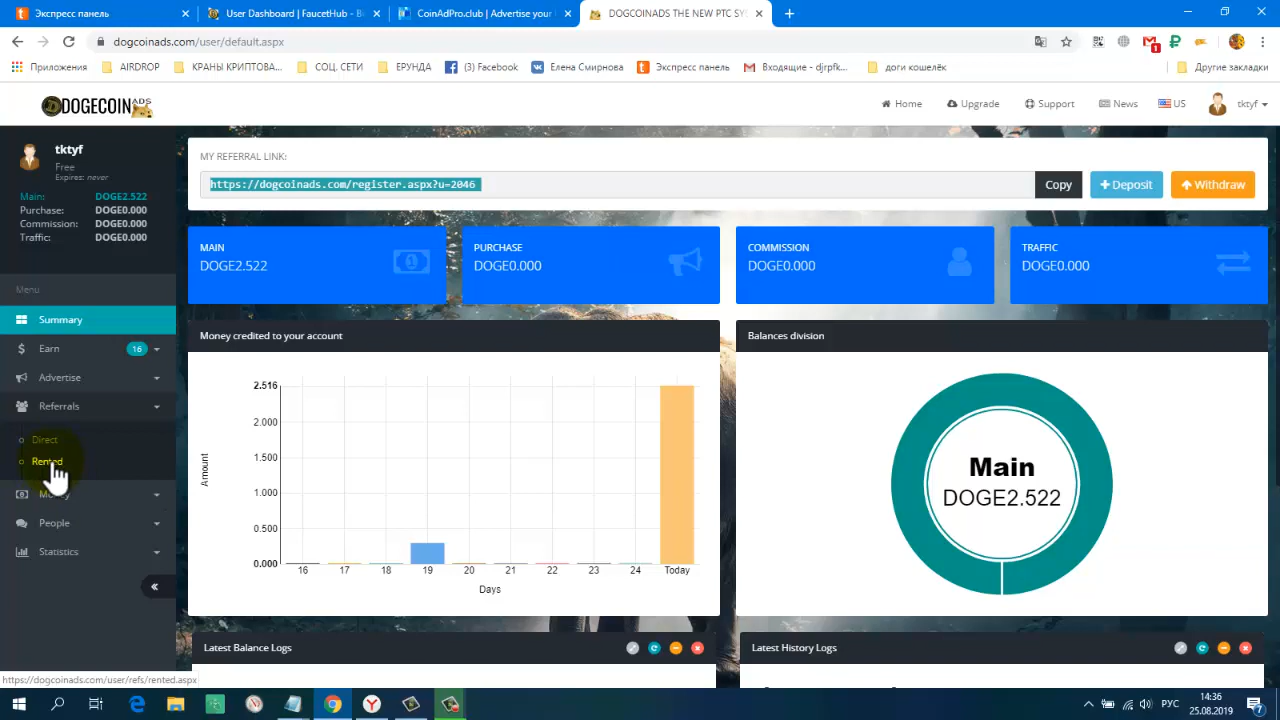 Экспресс панель
User Dashboard | FaucetHub - B
CoinAdPro.club | Advertise your
DOGCOINADS THE NEW PTC SY
dogcoinads.com/user/default.aspx
Приложения
AIRDROP
КРАНЫ КРИПТОВА...
СОЦ. СЕТИ
ЕРУНДА
(3) Facebook
Елена Смирнова
Экспресс панель
Входящие - djrpfk...
доги кошелёк
Другие закладки
DOGECOIN ADS
Home
Upgrade
Support
News
US
tktyf
tktyf
Free
Expires: never
Main: DOGE2.522
Purchase: DOGE0.000
Commission: DOGE0.000
Traffic: DOGE0.000
Menu
Summary
Earn 16
Advertise
Referrals
Direct
Rented
Money
People
Statistics
MY REFERRAL LINK:
https://dogcoinads.com/register.aspx?u=2046
Copy
Deposit
Withdraw
MAIN
DOGE2.522
PURCHASE
DOGE0.000
COMMISSION
DOGE0.000
TRAFFIC
DOGE0.000
Money credited to your account
2.516
2.000
1.500
1.000
0.500
0.000
Amount
16 17 18 19 20 21 22 23 24 Today
Days
Balances division
Main
DOGE2.522
Latest Balance Logs
Latest History Logs
https://dogcoinads.com/user/refs/rented.aspx
РУС
14:36
25.08.2019